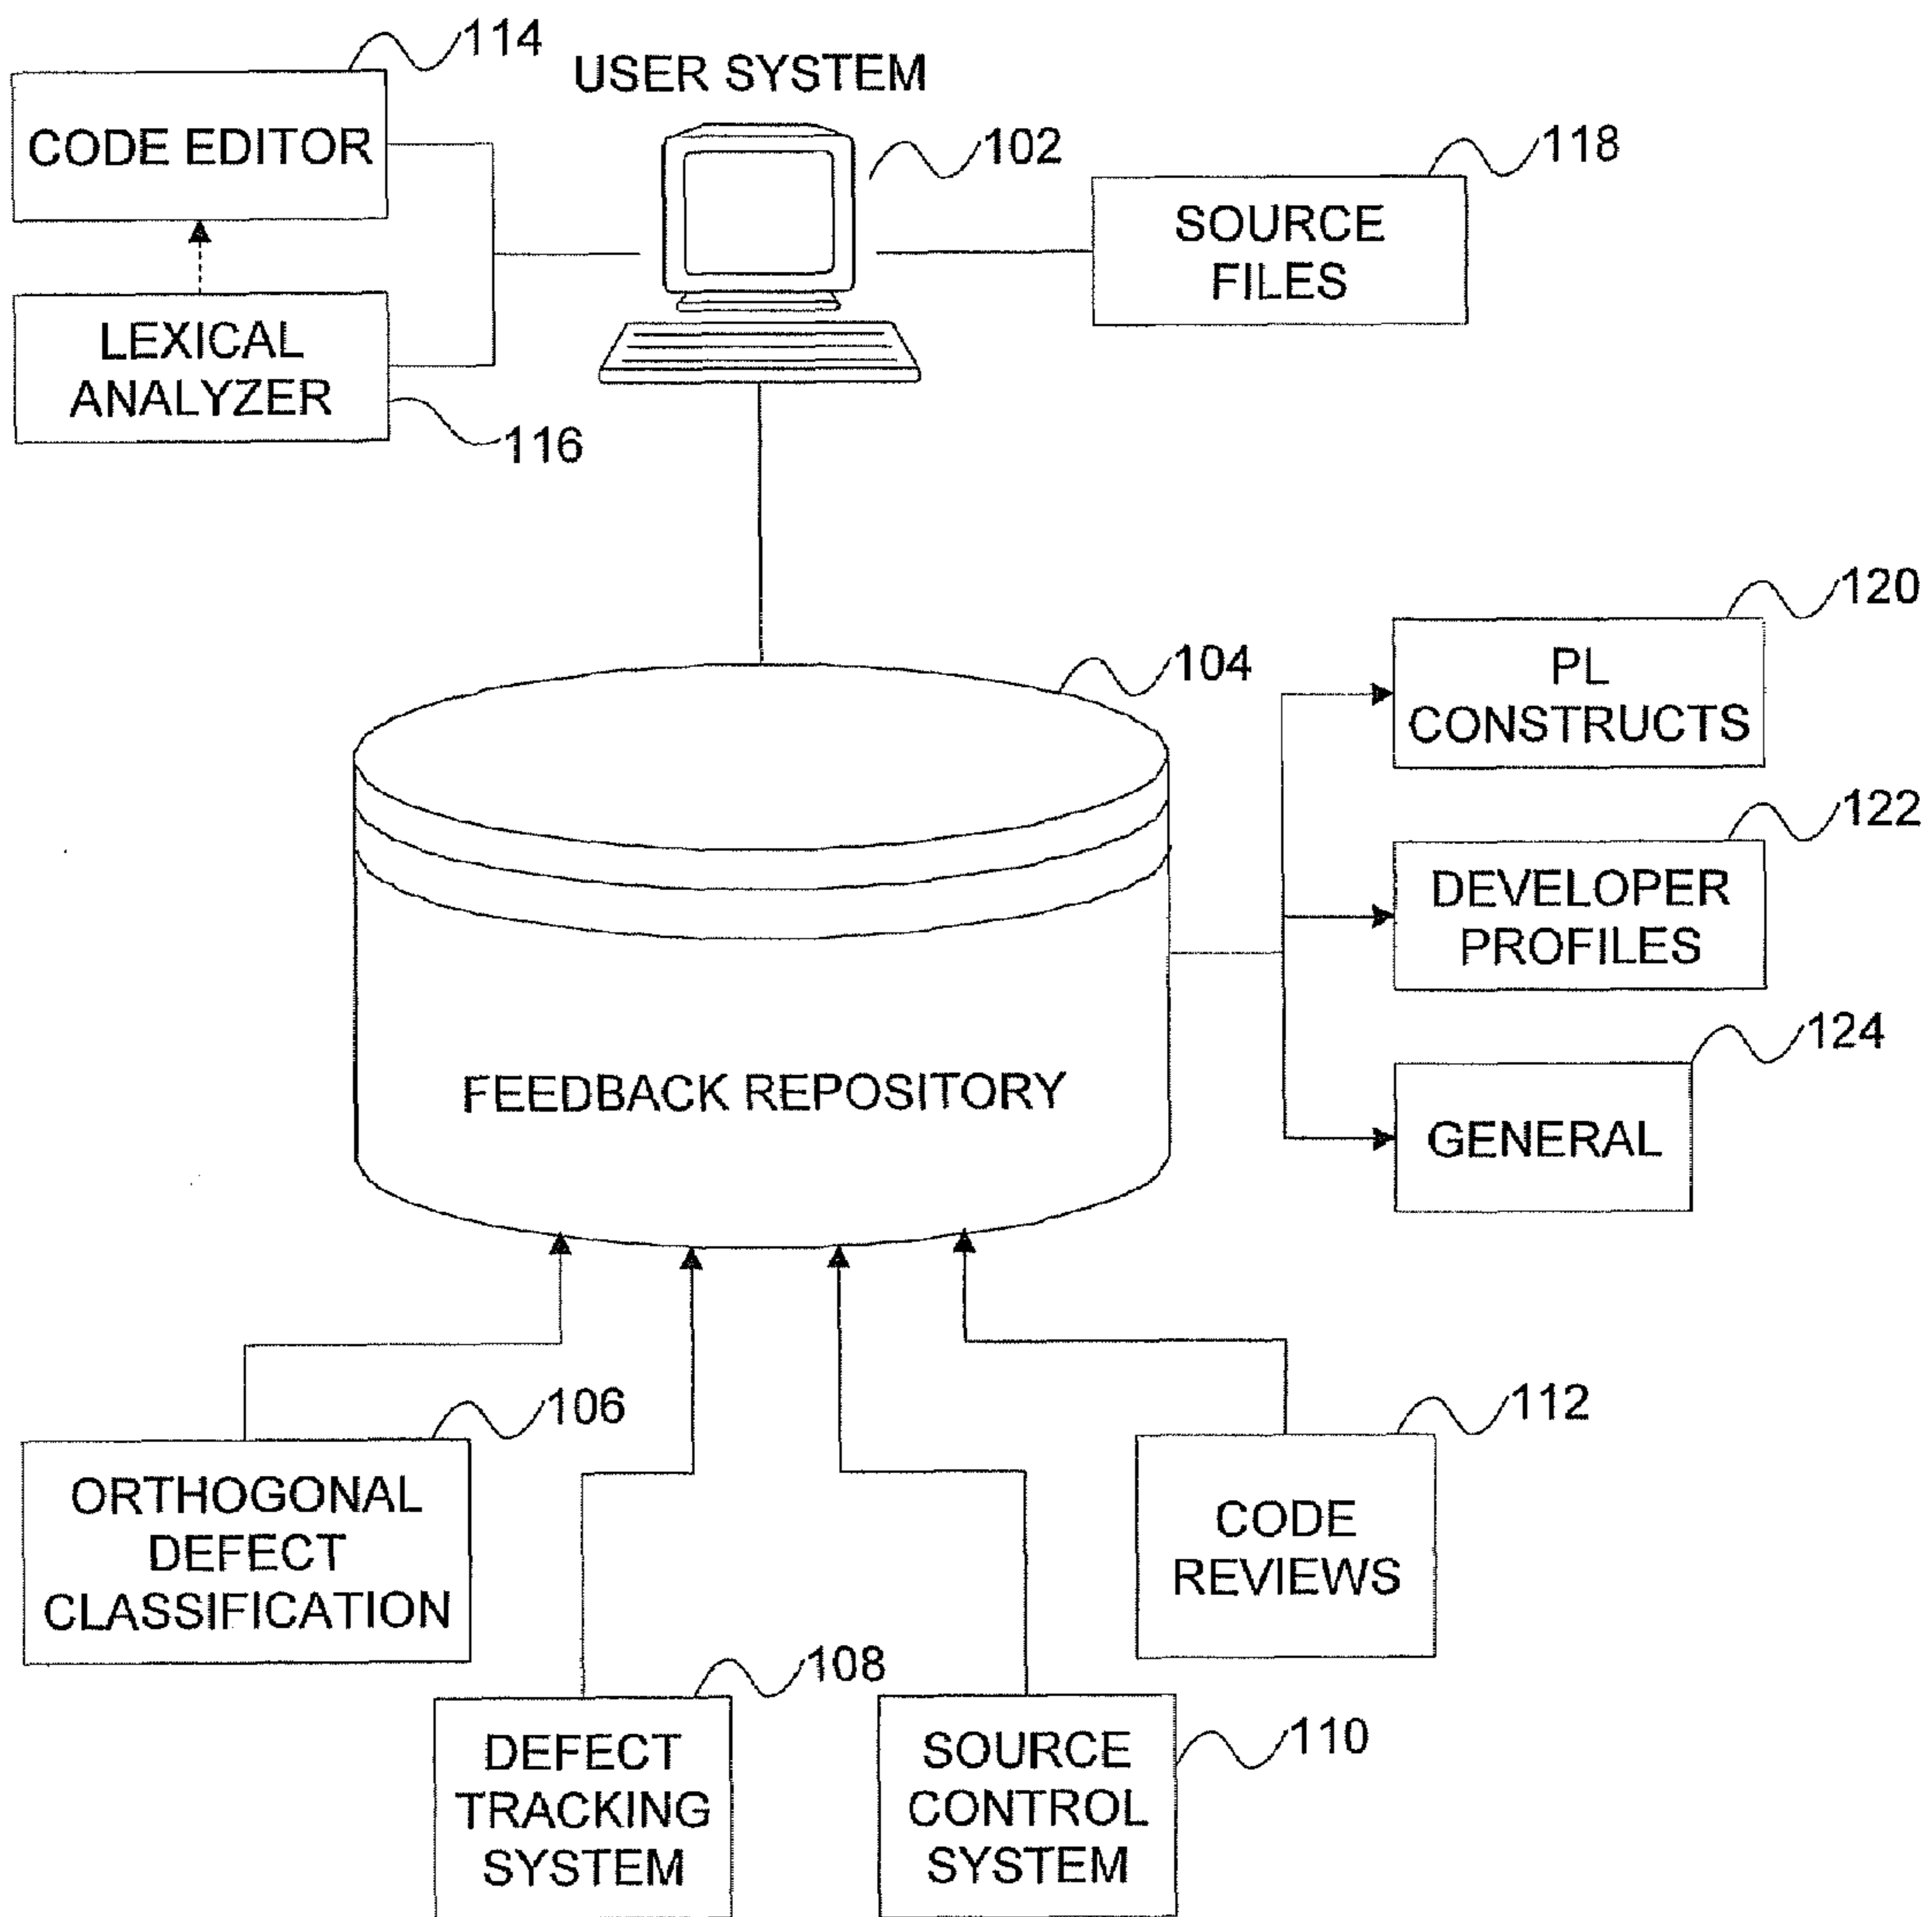 114
USER SYSTEM
CODE EDITOR
102
118
SOURCE
FILES
LEXICAL
ANALYZER
116
120
PL
CONSTRUCTS
104
122
DEVELOPER
PROFILES
124
GENERAL
FEEDBACK REPOSITORY
106
ORTHOGONAL
DEFECT
CLASSIFICATION
112
CODE
REVIEWS
108
DEFECT
TRACKING
SYSTEM
110
SOURCE
CONTROL
SYSTEM